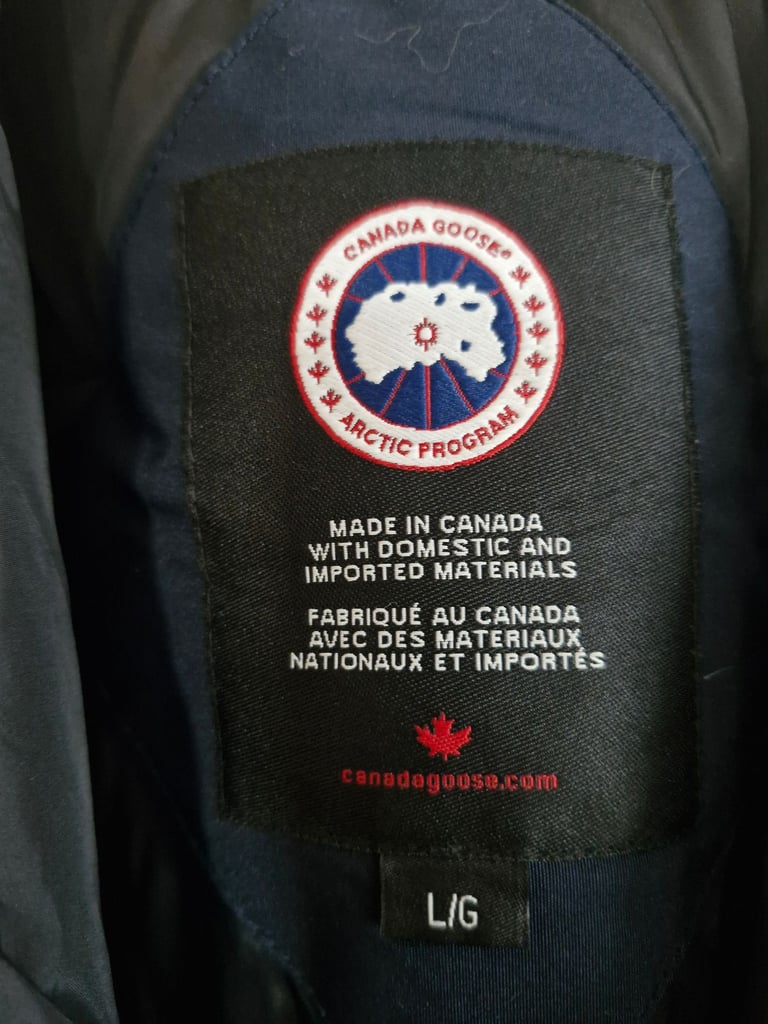 CANADA GOOSE®
ARCTIC PROGRAM
MADE IN CANADA
WITH DOMESTIC AND
IMPORTED MATERIALS
FABRIQUÉ AU CANADA
AVEC DES MATERIAUX
NATIONAUX ET IMPORTÉS
canadagoose.com
L/G